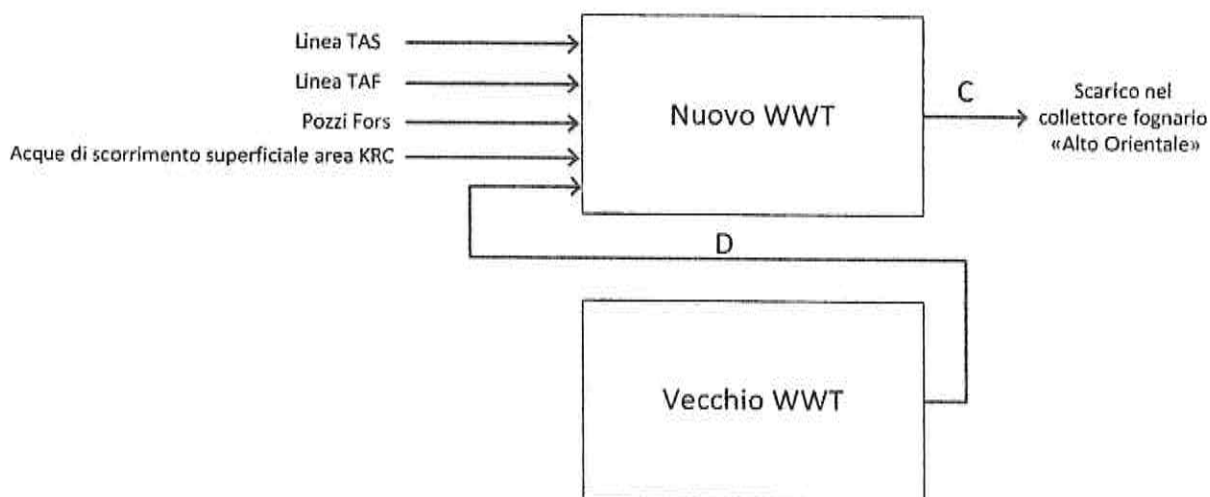 Linea TAS
Linea TAF
Pozzi Fors
Acque di scorrimento superficiale area KRC
Nuovo WWT
C
Scarico nel
collettore fognario
«Alto Orientale»
D
Vecchio WWT